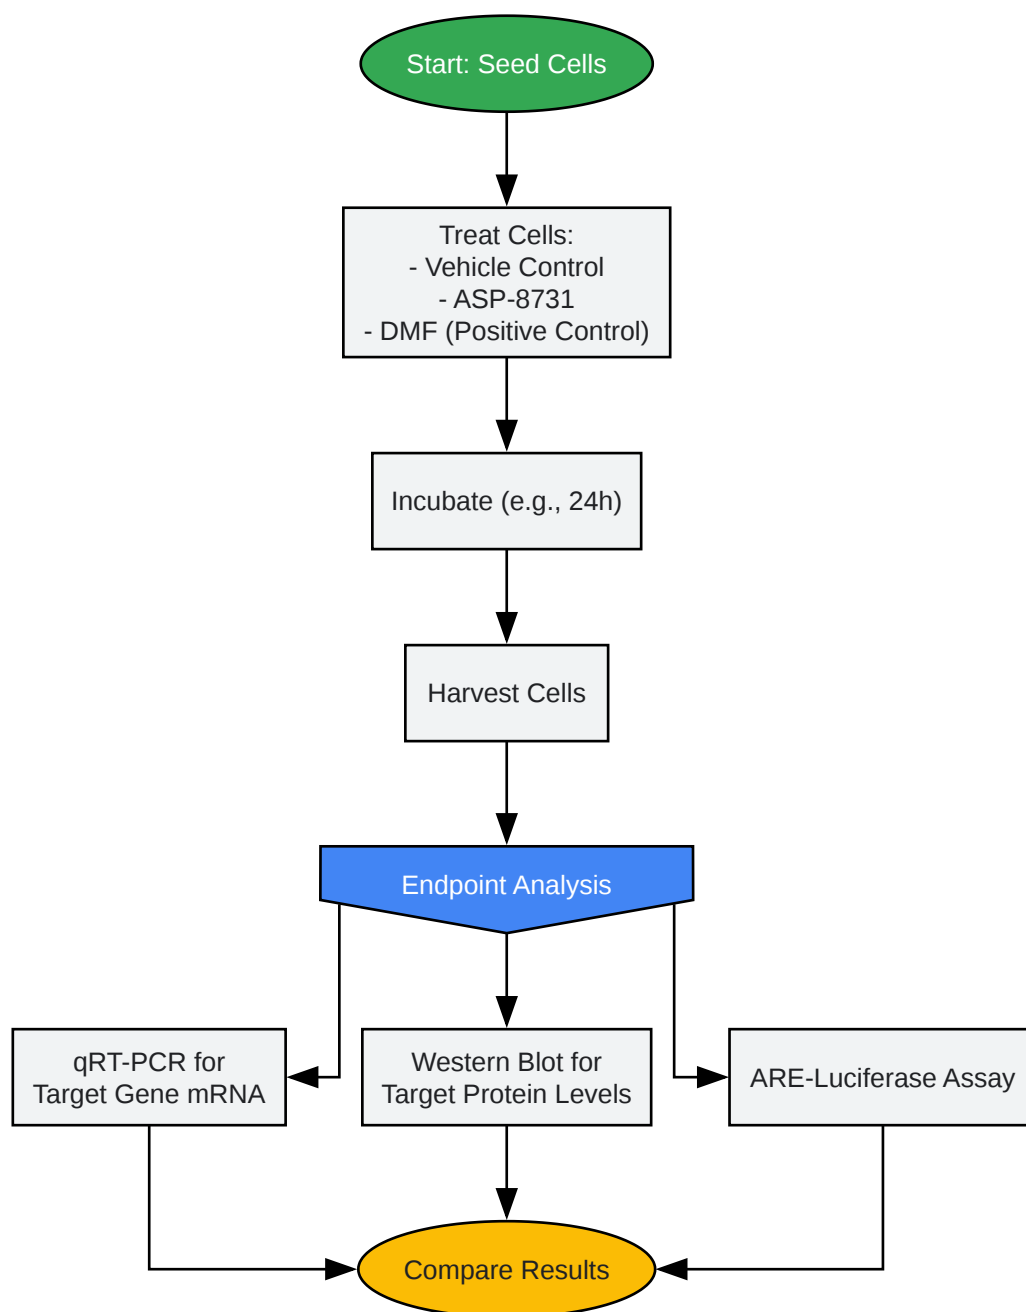 Start: Seed Cells
Treat Cells:
- Vehicle Control
- ASP-8731
- DMF (Positive Control)
Incubate (e.g., 24h)
Harvest Cells
Endpoint Analysis
qRT-PCR for
Target Gene mRNA
Western Blot for
Target Protein Levels
ARE-Luciferase Assay
Compare Results